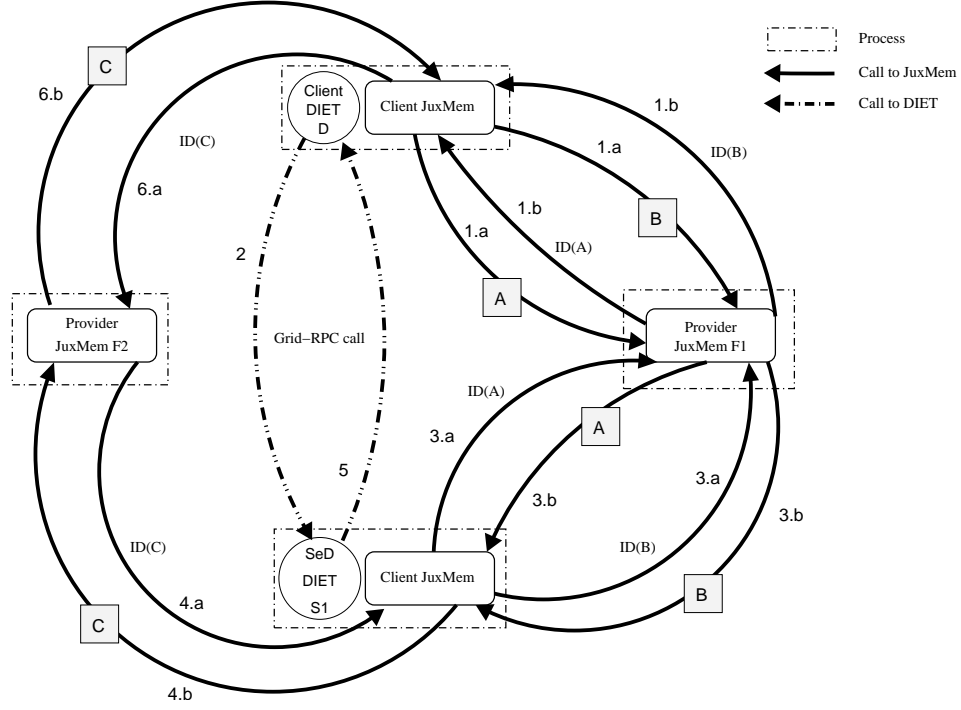 Process
Call to JuxMem
Call to DIET
C
6.b
Client
DIET
D
Client JuxMem
1.b
ID(C)
1.a
ID(B)
6.a
1.b
B
2
1.a
ID(A)
A
Provider
JuxMem F2
Grid−RPC call
Provider
JuxMem F1
ID(A)
3.a
A
5
3.a
3.b
3.b
ID(C)
ID(B)
SeD
DIET
S1
Client JuxMem
4.a
B
C
4.b